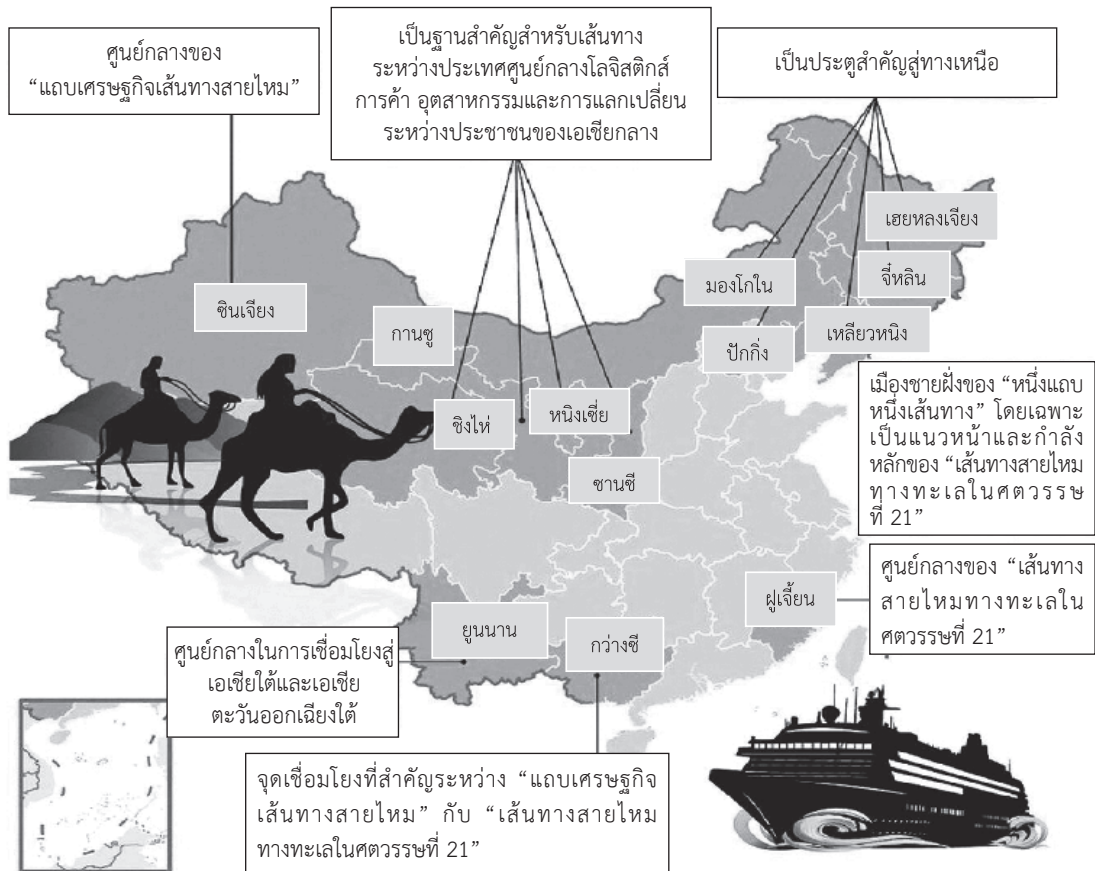 ศูนย์กลางของ
“แถบเศรษฐกิจเส้นทางสายไหม”
เป็นฐานสำคัญสำหรับเส้นทาง
ระหว่างประเทศศูนย์กลางโลจิสติกส์
การค้า อุตสาหกรรมและการแลกเปลี่ยน
ระหว่างประชาชนของเอเชียกลาง
เป็นประตูสำคัญสู่ทางเหนือ
เฮยหลงเจียง
มองโกใน
จี๋หลิน
ซินเจียง
กานซู
ปักกิ่ง
เหลียวหนิง
ชิงไห่
หนิงเซี่ย
ซานซี
เมืองชายฝั่งของ “หนึ่งแถบ
หนึ่งเส้นทาง” โดยเฉพาะ
เป็นแนวหน้าและกำลัง
หลักของ “เส้นทางสายไหม
ทางทะเลในศตวรรษ
ที่ 21”
ศูนย์กลางของ “เส้นทาง
สายไหมทางทะเลใน
ศตวรรษที่ 21”
ฝูเจี้ยน
ยูนนาน
กว่างซี
ศูนย์กลางในการเชื่อมโยงสู่
เอเชียใต้และเอเชีย
ตะวันออกเฉียงใต้
จุดเชื่อมโยงที่สำคัญระหว่าง “แถบเศรษฐกิจ
เส้นทางสายไหม” กับ “เส้นทางสายไหม
ทางทะเลในศตวรรษที่ 21”